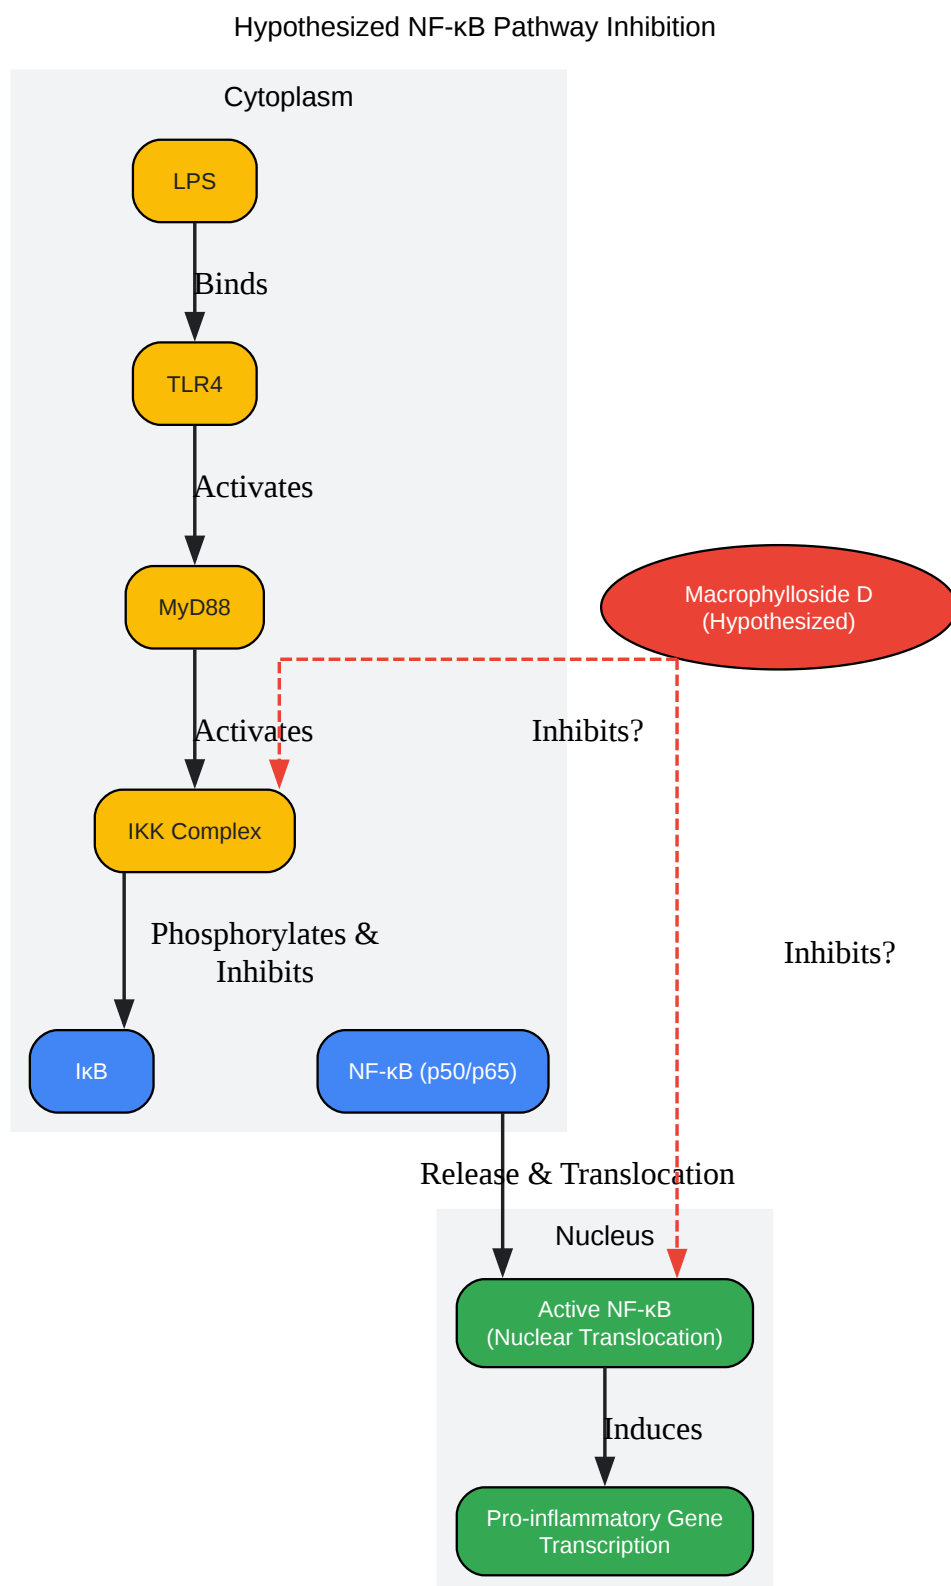 Hypothesized NF-κB Pathway Inhibition
Cytoplasm
LPS
Binds
TLR4
Activates
MyD88
Macrophylloside D
(Hypothesized)
Activates
Inhibits?
IKK Complex
Phosphorylates &
Inhibits
Inhibits?
IκB
NF-κB (p50/p65)
Release & Translocation
Nucleus
Active NF-κB
(Nuclear Translocation)
Induces
Pro-inflammatory Gene
Transcription